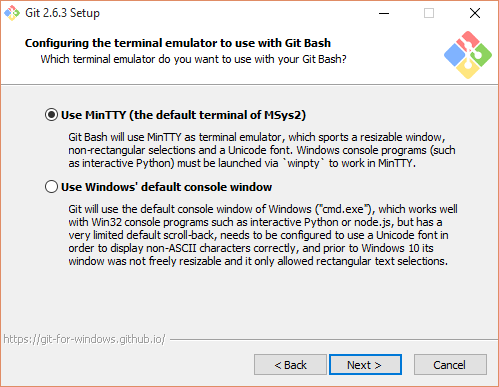 Git 2.6.3 Setup
Configuring the terminal emulator to use with Git Bash
Which terminal emulator do you want to use with your Git Bash?
Use MinTTY (the default terminal of MSys2)
Git Bash will use MinTTY as terminal emulator, which sports a resizable window,
non-rectangular selections and a Unicode font. Windows console programs (such
as interactive Python) must be launched via `winpty` to work in MinTTY.
Use Windows' default console window
Git will use the default console window of Windows ("cmd.exe"), which works well
with Win32 console programs such as interactive Python or node.js, but has a
very limited default scroll-back, needs to be configured to use a Unicode font in
order to display non-ASCII characters correctly, and prior to Windows 10 its
window was not freely resizable and it only allowed rectangular text selections.
https://git-for-windows.github.io/
< Back
Next >
Cancel